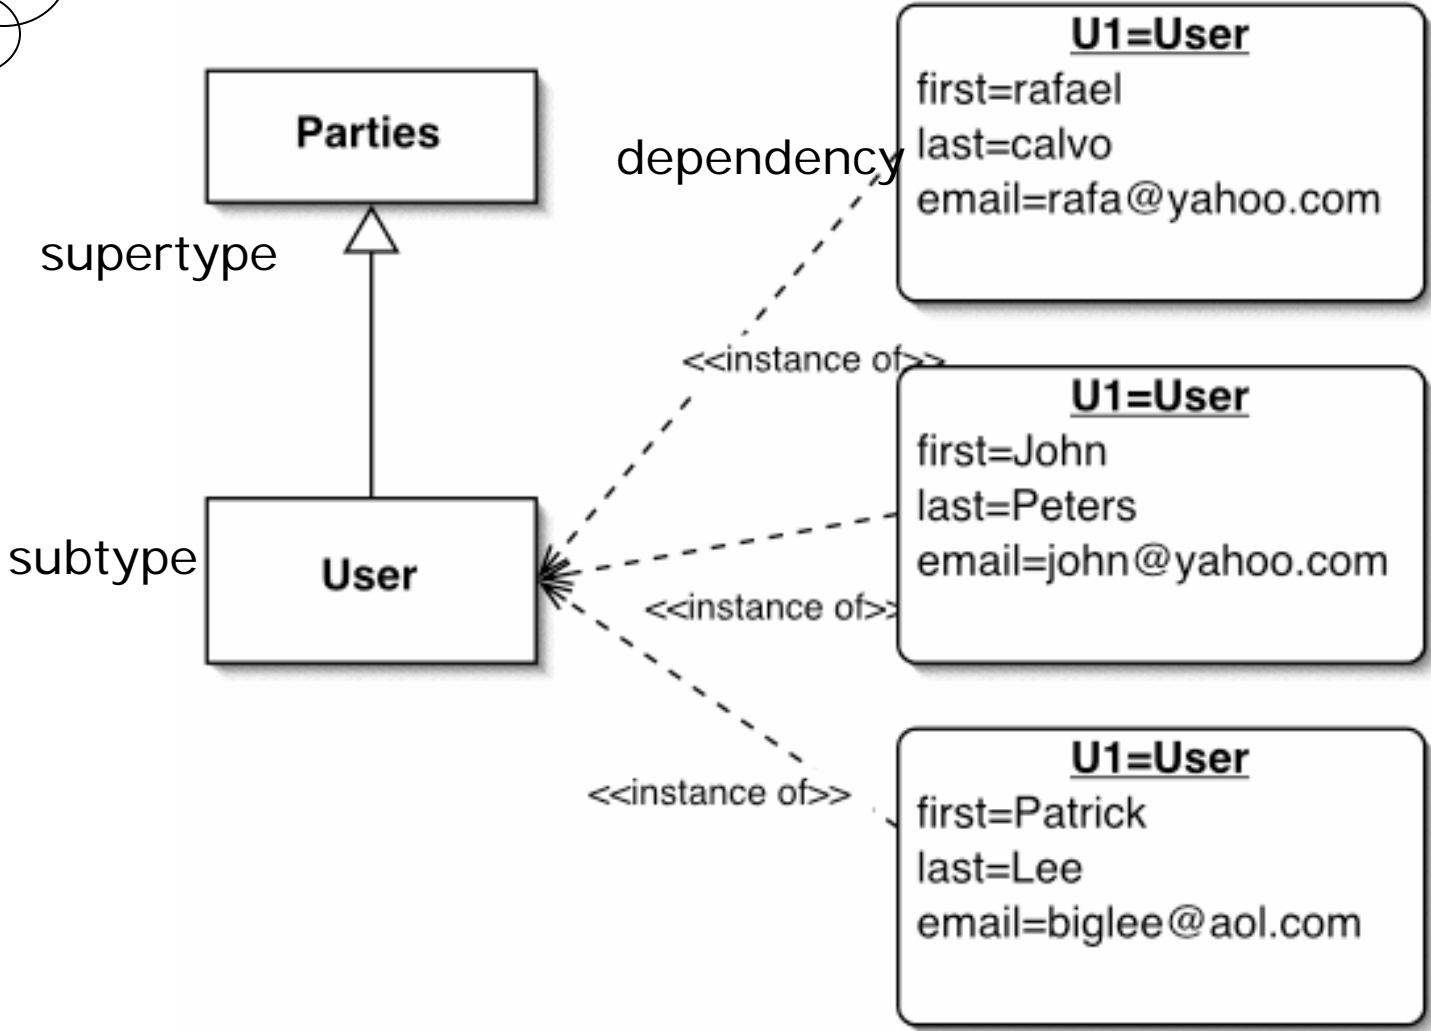 Parties
supertype
subtype
User
dependency
<<instance of>>
<<instance of>>
<<instance of>>
U1=User
first=rafael
last=calvo
email=rafa@yahoo.com
U1=User
first=John
last=Peters
email=john@yahoo.com
U1=User
first=Patrick
last=Lee
email=biglee@aol.com